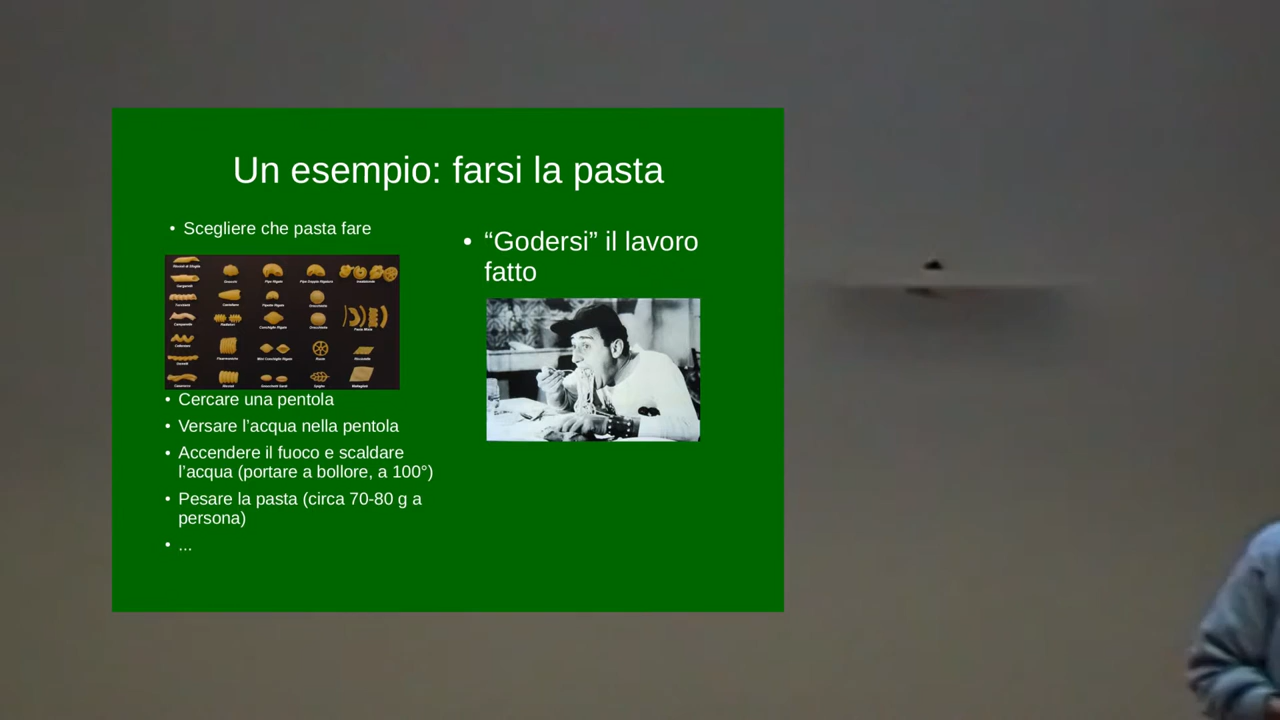 Un esempio: farsi la pasta
• Scegliere che pasta fare
• Cercare una pentola
• Versare l’acqua nella pentola
• Accendere il fuoco e scaldare
l’acqua (portare a bollore, a 100°)
• Pesare la pasta (circa 70-80 g a
persona)
• ...
• “Godersi” il lavoro
fatto